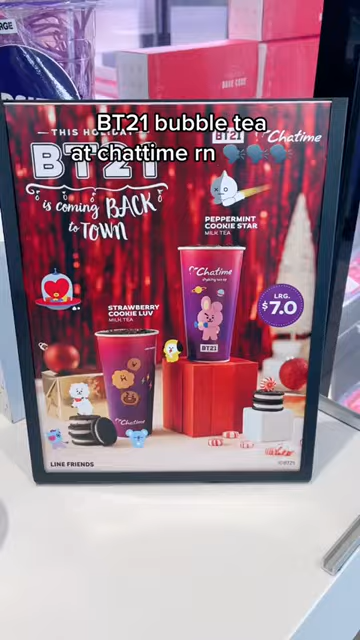 BT21 bubble tea
at chattime rn 🗣️🗣️🗣️
THIS HOLIDAY
BT21
is coming BACK
to TOWN
BT21 Chatime
PEPPERMINT
COOKIE STAR
MILK TEA
Chatime
BT21
LRG.
$7.0
STRAWBERRY
COOKIE LUV
MILK TEA
Chatime
LINE FRIENDS
©BT21